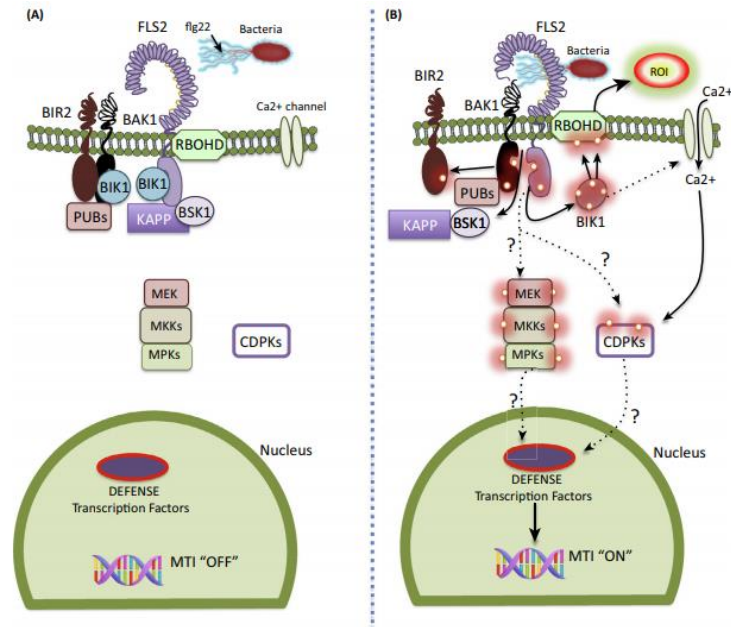 (A)
FLS2
flg22
Bacteria
BIR2
BAK1
Ca2+ channel
RBOHD
BIK1
BIK1
PUBs
KAPP
BSK1
MEK
MKKs
MPKs
CDPKs
Nucleus
DEFENSE
Transcription Factors
MTI "OFF"
(B)
FLS2
Bacteria
BIR2
BAK1
ROI
RBOHD
Ca2+
Ca2+
PUBs
KAPP
BSK1
BIK1
?
?
MEK
MKKs
MPKs
CDPKs
?
?
Nucleus
DEFENSE
Transcription Factors
MTI "ON"